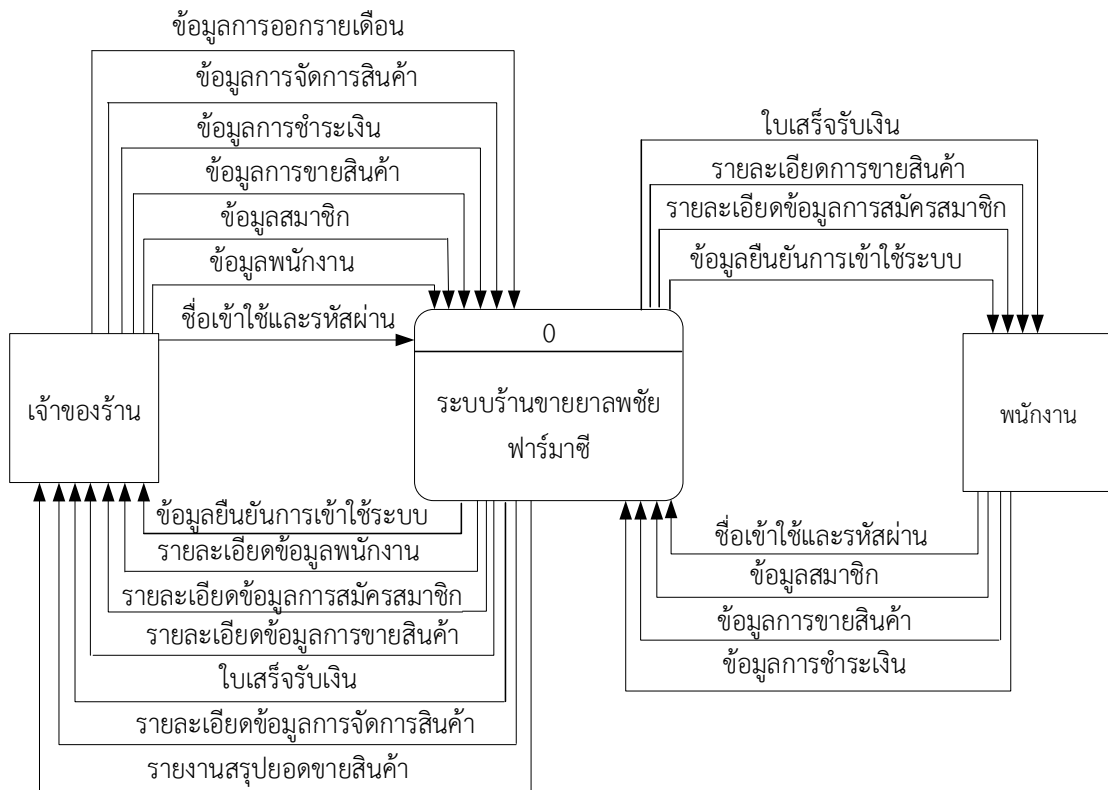 ข้อมูลการออกรายเดือน
ข้อมูลการจัดการสินค้า
ข้อมูลการชำระเงิน
ข้อมูลการขายสินค้า
ข้อมูลสมาชิก
ข้อมูลพนักงาน
ชื่อเข้าใช้และรหัสผ่าน
ใบเสร็จรับเงิน
รายละเอียดการขายสินค้า
รายละเอียดข้อมูลการสมัครสมาชิก
ข้อมูลยืนยันการเข้าใช้ระบบ
เจ้าของร้าน
0
ระบบร้านขายยาลพชัย
ฟาร์มาซี
พนักงาน
ข้อมูลยืนยันการเข้าใช้ระบบ
รายละเอียดข้อมูลพนักงาน
รายละเอียดข้อมูลการสมัครสมาชิก
รายละเอียดข้อมูลการขายสินค้า
ใบเสร็จรับเงิน
รายละเอียดข้อมูลการจัดการสินค้า
รายงานสรุปยอดขายสินค้า
ชื่อเข้าใช้และรหัสผ่าน
ข้อมูลสมาชิก
ข้อมูลการขายสินค้า
ข้อมูลการชำระเงิน